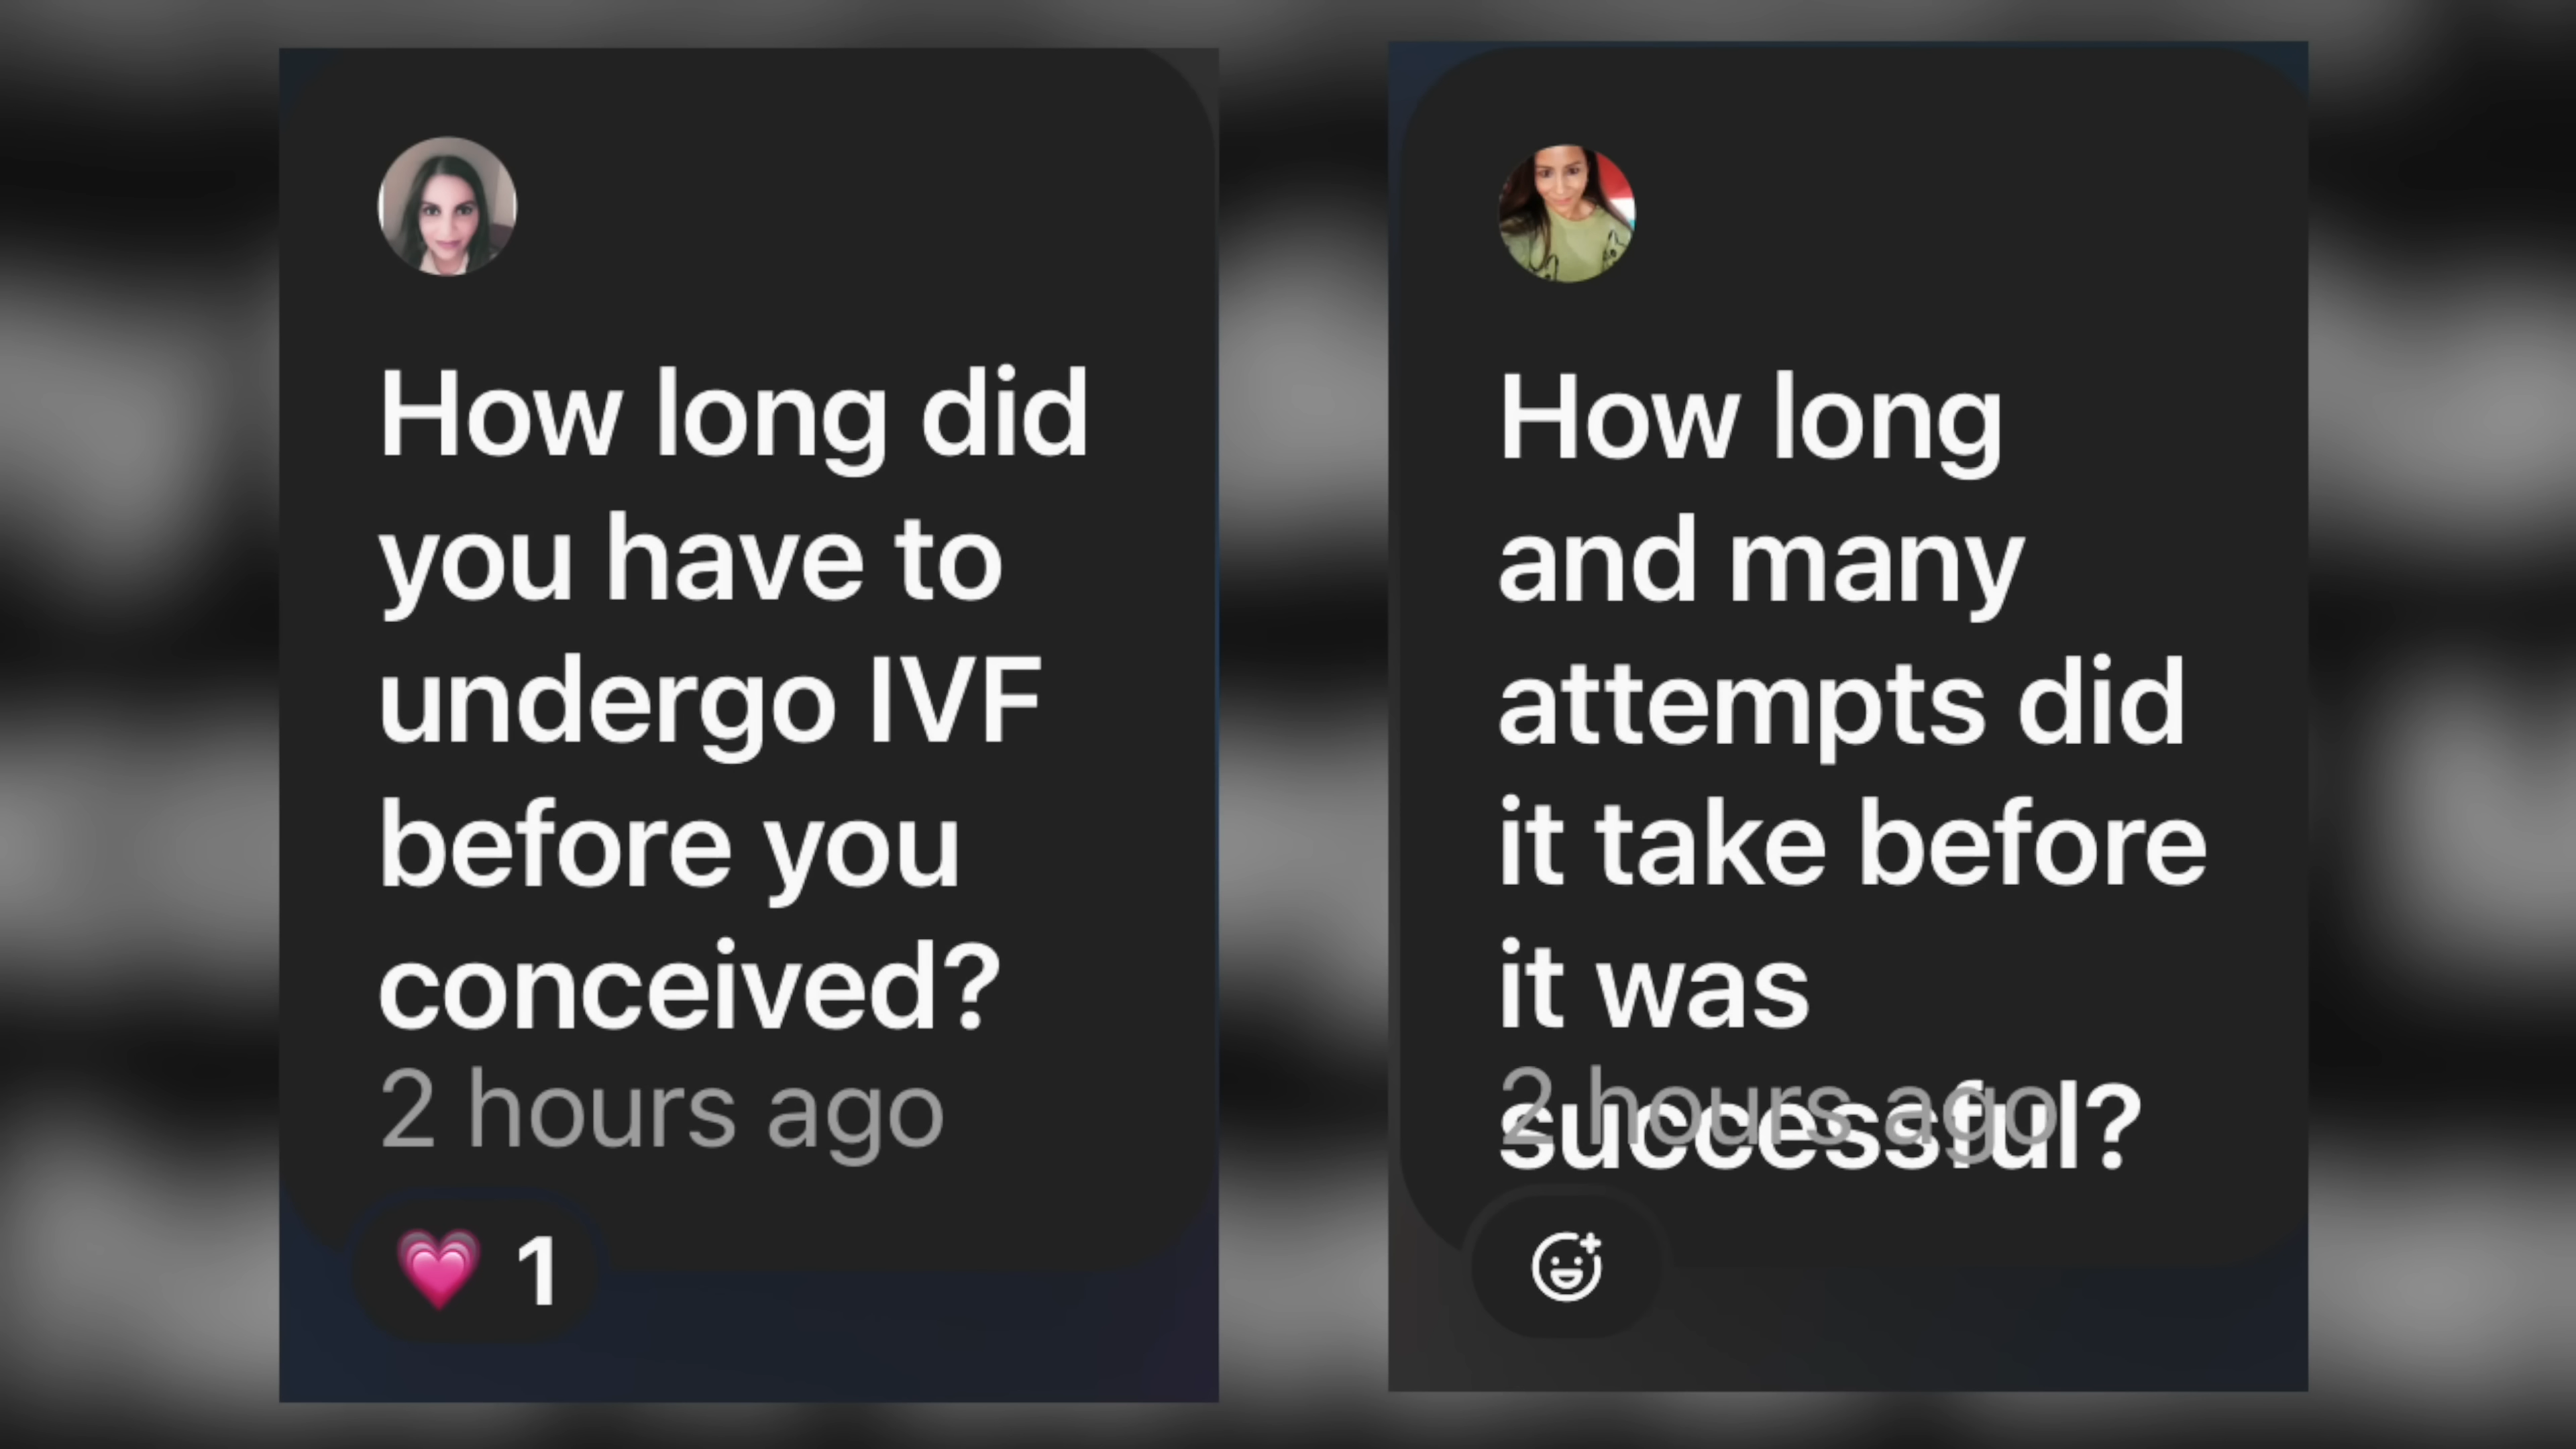 How long did
you have to
undergo IVF
before you
conceived?
2 hours ago
1
How long
and many
attempts did
it take before
it was
successful?
2 hours ago